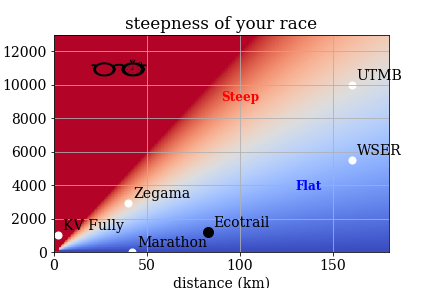 steepness of your race
12000
10000
8000
6000
4000
2000
0
UTMB
Steep
WSER
Flat
Zegama
KV Fully
Ecotrail
Marathon
0 50 100 150
distance (km)